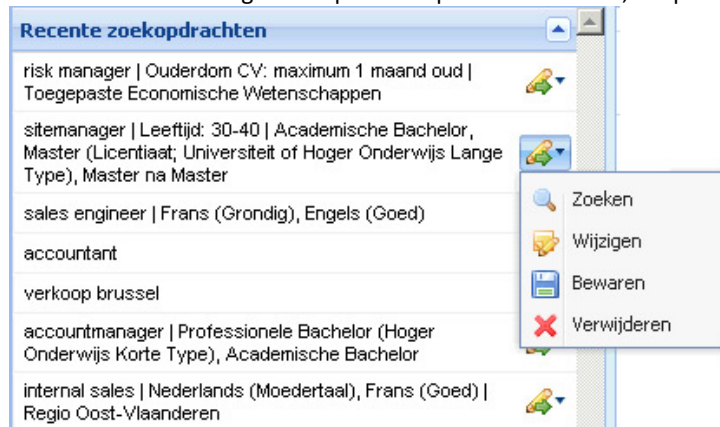 Recente zoekopdrachten
risk manager | Ouderdom CV: maximum 1 maand oud |
Toegepaste Economische Wetenschappen
sitemanager | Leeftijd: 30-40 | Academische Bachelor,
Master (Licentiaat; Universiteit of Hoger Onderwijs Lange
Type), Master na Master
sales engineer | Frans (Grondig), Engels (Goed)
accountant
verkoop brussel
accountmanager | Professionele Bachelor (Hoger
Onderwijs Korte Type), Academische Bachelor
internal sales | Nederlands (Moedertaal), Frans (Goed) |
Regio Oost-Vlaanderen
Zoeken
Wijzigen
Bewaren
Verwijderen